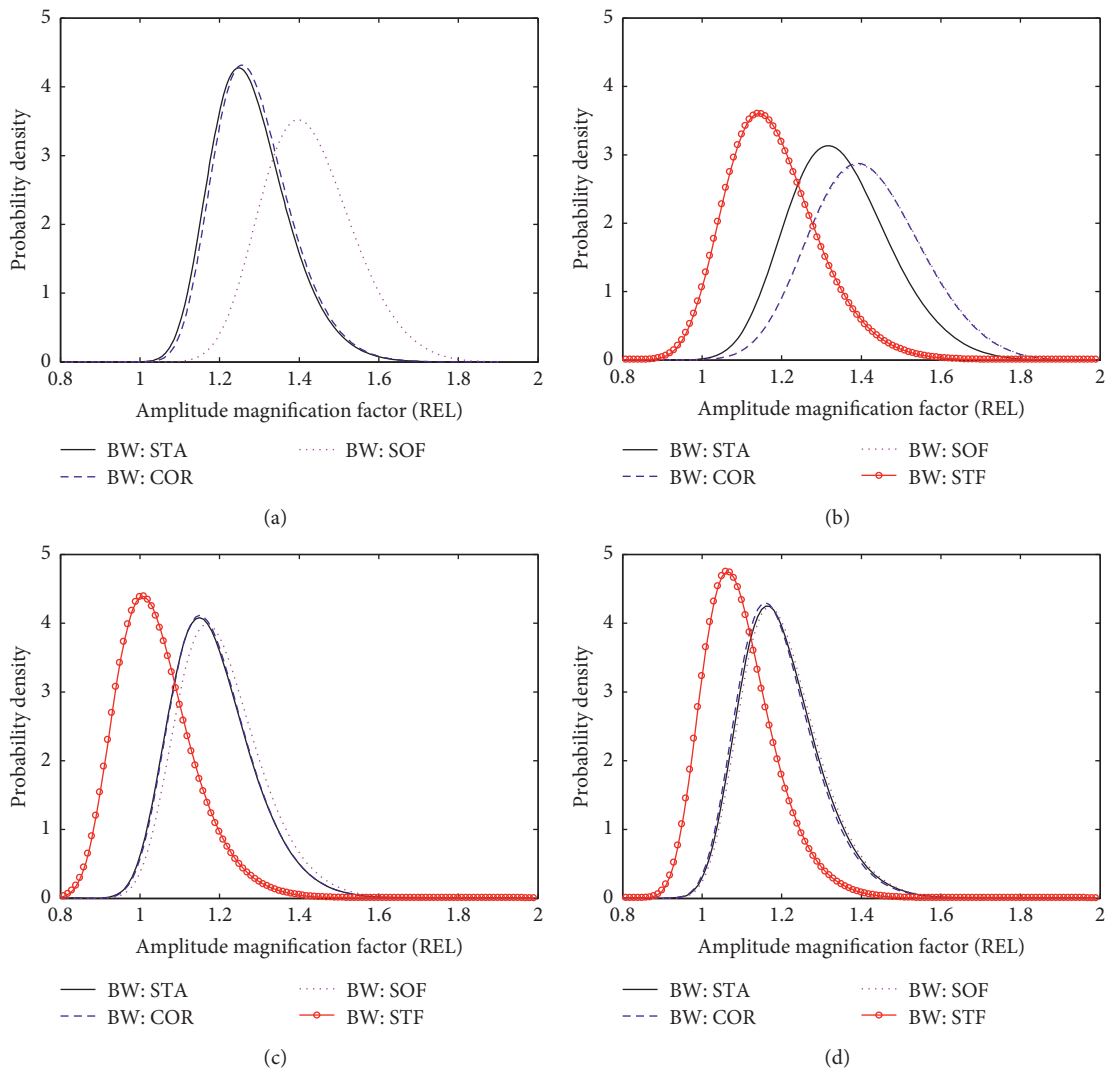 5
4
3
2
1
0
Probability density
0.8 1 1.2 1.4 1.6 1.8 2
Amplitude magnification factor (REL)
BW: STA
BW: COR
BW: SOF
(a)
5
4
3
2
1
0
Probability density
0.8 1 1.2 1.4 1.6 1.8 2
Amplitude magnification factor (REL)
BW: STA
BW: COR
BW: SOF
BW: STF
(b)
5
4
3
2
1
0
Probability density
0.8 1 1.2 1.4 1.6 1.8 2
Amplitude magnification factor (REL)
BW: STA
BW: COR
BW: SOF
BW: STF
(c)
5
4
3
2
1
0
Probability density
0.8 1 1.2 1.4 1.6 1.8 2
Amplitude magnification factor (REL)
BW: STA
BW: COR
BW: SOF
BW: STF
(d)